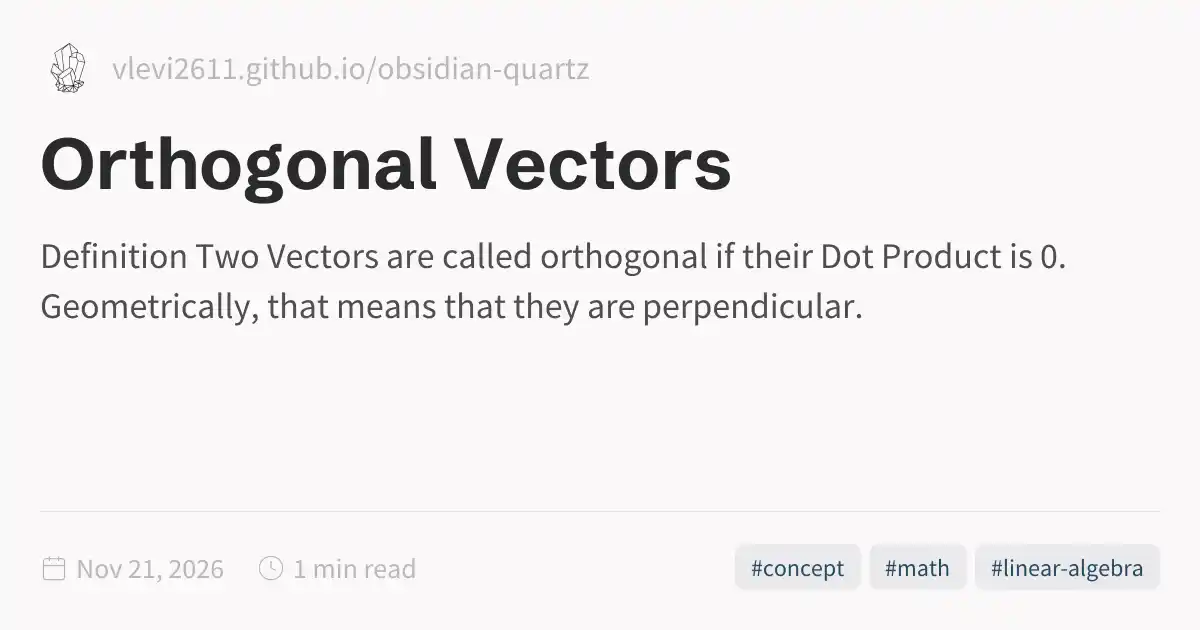 vlevi2611.github.io/obsidian-quartz
Orthogonal Vectors
Definition Two Vectors are called orthogonal if their Dot Product is 0.
Geometrically, that means that they are perpendicular.
Nov 21, 2026 1 min read #concept #math #linear-algebra